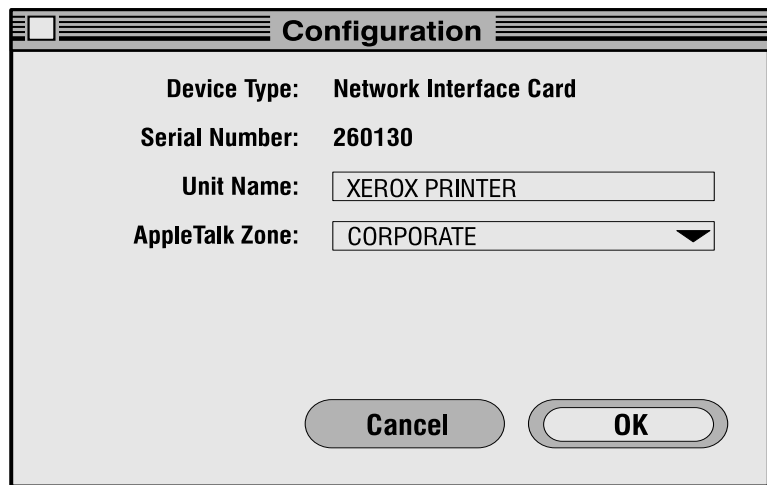 Configuration
Device Type: Network Interface Card
Serial Number: 260130
Unit Name: XEROX PRINTER
AppleTalk Zone: CORPORATE
Cancel OK